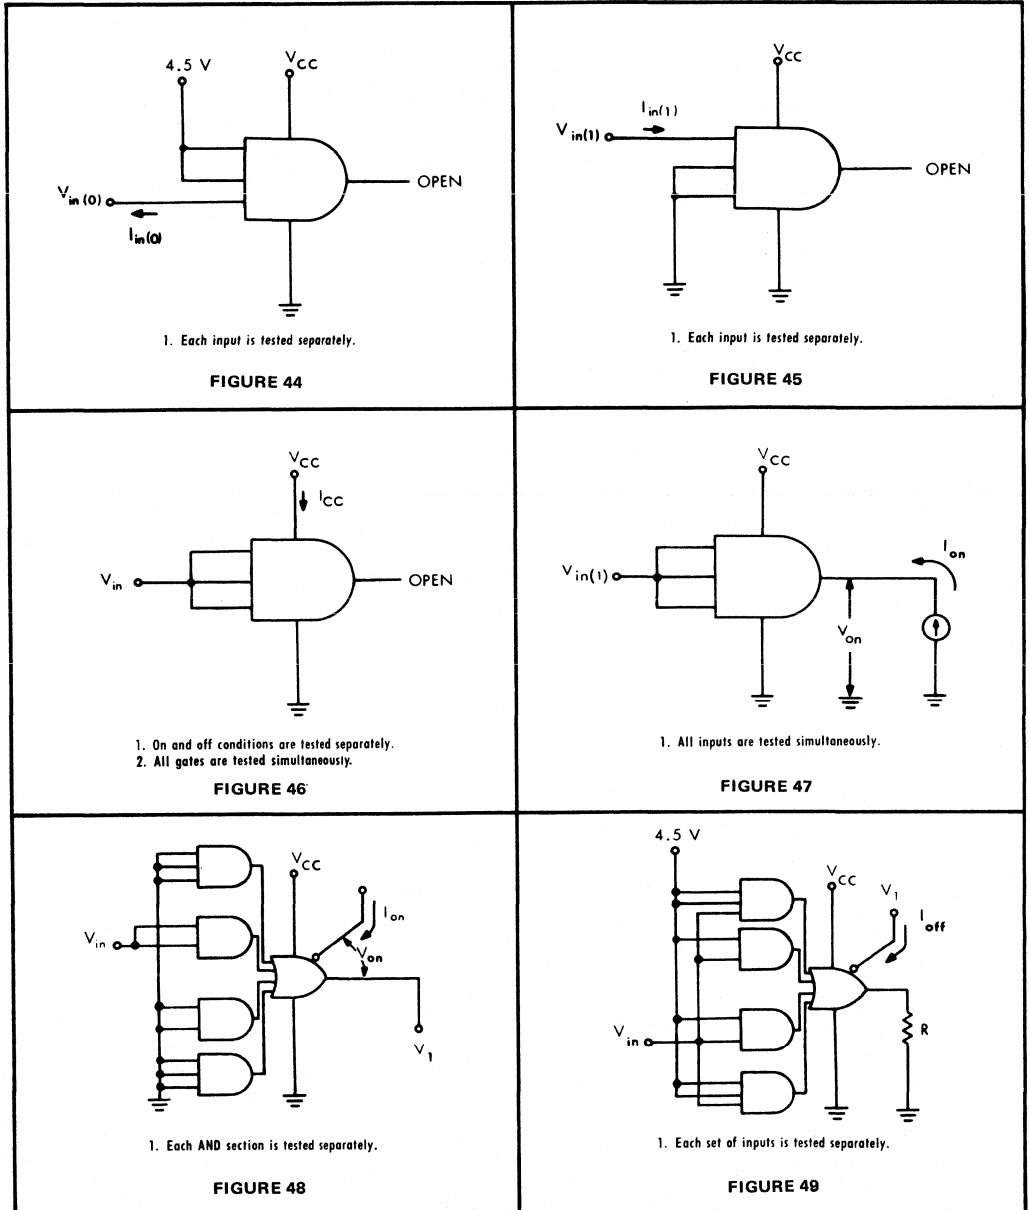 4.5 V
VCC
OPEN
Vin(0)
Iin(0)
1. Each input is tested separately.
FIGURE 44
VCC
Iin(1)
Vin(1)
OPEN
1. Each input is tested separately.
FIGURE 45
VCC
ICC
Vin
OPEN
1. On and off conditions are tested separately.
2. All gates are tested simultaneously.
FIGURE 46
VCC
Vin(1)
Ion
Von
1. All inputs are tested simultaneously.
FIGURE 47
VCC
Ion
Vin
Von
V1
1. Each AND section is tested separately.
FIGURE 48
4.5 V
VCC
V1
Ioff
Vin
R
1. Each set of inputs is tested separately.
FIGURE 49